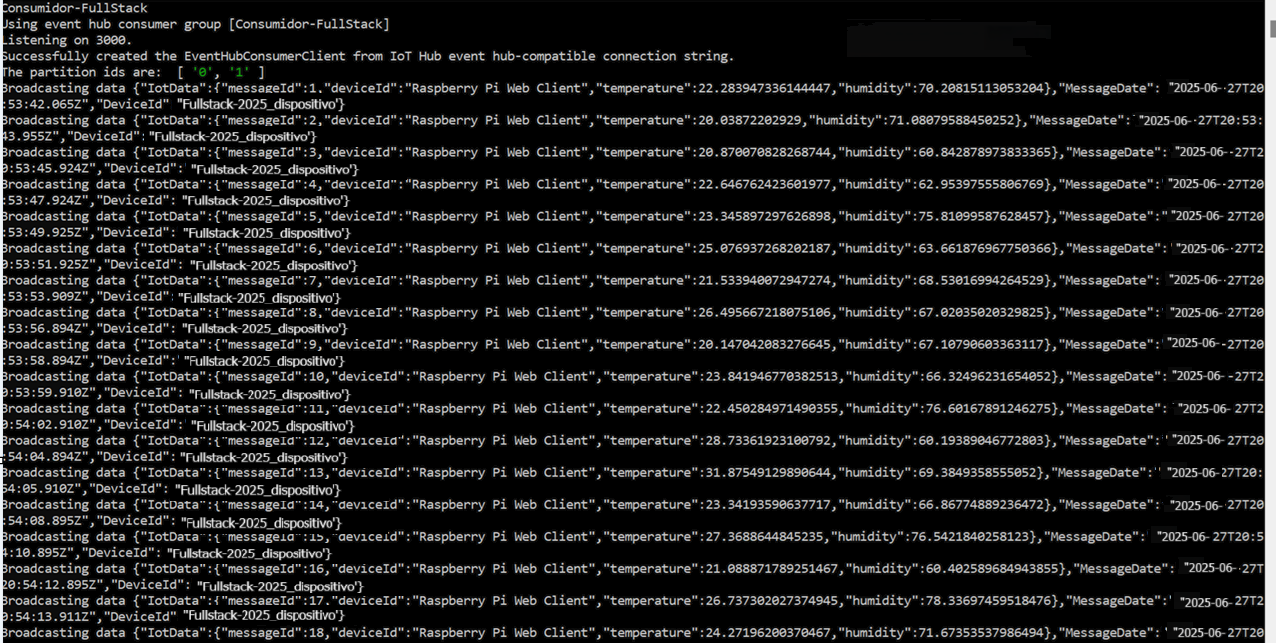 Consumidor-FullStack
Using event hub consumer group [Consumidor-FullStack]
Listening on 3000.
Successfully created the EventHubConsumerClient from IoT Hub event hub-compatible connection string.
The partition ids are:  [ '0', '1' ]
Broadcasting data {"IotData":{"messageId":1."deviceId":"Raspberry Pi Web Client","temperature":22.283947336144447,"humidity":70.20815113053204},"MessageDate": "2025-06--27T20
:53:42.065Z","DeviceId" "Fullstack-2025_dispositivo'}
Broadcasting data {"IotData":{"messageId":2,"deviceId":"Raspberry Pi Web Client","temperature":20.03872202929,"humidity":71.08079588450252},"MessageDate": "2025-06--27T20:53:
43.955Z","DeviceId": "Fullstack-2025_dispositivo'}
Broadcasting data {"IotData":{"messageId":3,"deviceId":"Raspberry Pi Web Client","temperature":20.870070828268744,"humidity":60.842878973833365},"MessageDate": "2025-06--27T2
0:53:45.924Z","DeviceId": "Fullstack-2025_dispositivo'}
Broadcasting data {"IotData":{"messageId":4,"deviceId":"Raspberry Pi Web Client","temperature":22.646762423601977,"humidity":62.95397555806769},"MessageDate": "2025-06--27T20
:53:47.924Z","DeviceId": "Fullstack-2025_dispositivo'}
Broadcasting data {"IotData":{"messageId":5,"deviceId":"Raspberry Pi Web Client","temperature":23.345897297626898,"humidity":75.81099587628457},"MessageDate":""2025-06--27T20
:53:49.925Z","DeviceId": "Fullstack-2025_dispositivo'}
Broadcasting data {"IotData":{"messageId":6,"deviceId":"Raspberry Pi Web Client","temperature":25.076937268202187,"humidity":63.661876967750366},"MessageDate": "2025-06--27T2
0:53:51.925Z","DeviceId": "Fullstack-2025_dispositivo'}
Broadcasting data {"IotData":{"messageId":7,"deviceId":"Raspberry Pi Web Client","temperature":21.533940072947274,"humidity":68.53016994264529},"MessageDate": "2025-06--27T20
:53:53.909Z","DeviceId": "Fullstack-2025_dispositivo'}
Broadcasting data {"IotData":{"messageId":8,"deviceId":"Raspberry Pi Web Client","temperature":26.495667218075106,"humidity":67.02035020329825},"MessageDate": "2025-06--27T20
:53:56.894Z","DeviceId": "Fullstack-2025_dispositivo'}
Broadcasting data {"IotData":{"messageId":9,"deviceId":"Raspberry Pi Web Client","temperature":20.147042083276645,"humidity":67.10790603363117},"MessageDate": "2025-06--27T20
:53:58.894Z","DeviceId": "Fullstack-2025_dispositivo'}
Broadcasting data {"IotData":{"messageId":10,"deviceId":"Raspberry Pi Web Client","temperature":23.841946770382513,"humidity":66.32496231654052},"MessageDate": "2025-06--27T2
0:53:59.910Z","DeviceId": "Fullstack-2025_dispositivo'}
Broadcasting data {"IotData":{"messageId":11,"deviceId":"Raspberry Pi Web Client","temperature":22.450284971490355,"humidity":76.60167891246275},"MessageDate": "2025-06--27T2
0:54:02.910Z","DeviceId": "Fullstack-2025_dispositivo'}
Broadcasting data {"IotData":{"messageId":12,"deviceId":"Raspberry Pi Web Client","temperature":28.73361923100792,"humidity":60.19389046772803},"MessageDate": "2025-06--27T20
:54:04.894Z","DeviceId": "Fullstack-2025_dispositivo'}
Broadcasting data {"IotData":{"messageId":13,"deviceId":"Raspberry Pi Web Client","temperature":31.87549129890644,"humidity":69.3849358555052},"MessageDate": "2025-06-27T20:
54:05.910Z","DeviceId": "Fullstack-2025_dispositivo'}
Broadcasting data {"IotData":{"messageId":14,"deviceId":"Raspberry Pi Web Client","temperature":23.34193590637717,"humidity":66.86774889236472},"MessageDate": "2025-06--27T20
:54:08.895Z","DeviceId": "Fullstack-2025_dispositivo'}
Broadcasting data {"IotData":{"messageId":15,"deviceId":"Raspberry Pi Web Client","temperature":27.3688644845235,"humidity":76.5421840258123},"MessageDate": "2025-06--27T20:5
4:10.895Z","DeviceId": "Fullstack-2025_dispositivo'}
Broadcasting data {"IotData":{"messageId":16,"deviceId":"Raspberry Pi Web Client","temperature":21.088871789251467,"humidity":60.402589684943855},"MessageDate": "2025-06--27T
20:54:12.895Z","DeviceId": "Fullstack-2025_dispositivo'}
Broadcasting data {"IotData":{"messageId":17."deviceId":"Raspberry Pi Web Client","temperature":26.737302027374945,"humidity":78.33697459518476},"MessageDate": "2025-06--27T2
0:54:13.911Z","DeviceId" "Fullstack-2025_dispositivo'}
Broadcasting data {"IotData":{"messageId":18,"deviceId":"Raspberry Pi Web Client","temperature":24.27196200370467,"humidity":71.67353537986494},"MessageDate": "2025-06--27T20